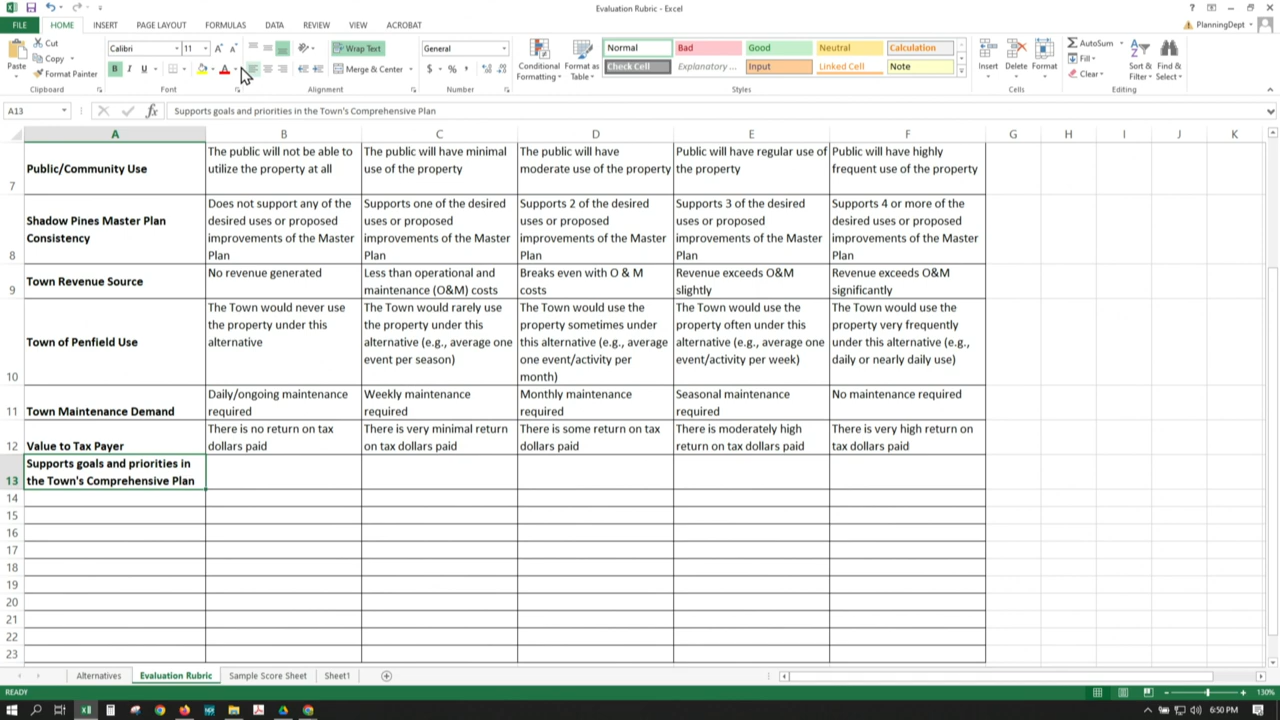 Evaluation Rubric - Excel
FILE HOME INSERT PAGE LAYOUT FORMULAS DATA REVIEW VIEW ACROBAT PlanningDept
Cut
Copy
Format Painter
Paste
Clipboard
Calibri 11
B I U
Font
Wrap Text
Merge & Center
Alignment
General
$ % ,
Number
Conditional Formatting
Format as Table
Normal Bad Good Neutral Calculation
Check Cell Explanatory ... Input Linked Cell Note
Styles
Insert Delete Format
Cells
AutoSum
Fill
Clear
Sort & Filter
Find & Select
Editing
A13 fx Supports goals and priorities in the Town's Comprehensive Plan
A B C D E F G H I J K
7
Public/Community Use
The public will not be able to
utilize the property at all
The public will have minimal
use of the property
The public will have
moderate use of the property
Public will have regular use of
the property
Public will have highly
frequent use of the property
8
Shadow Pines Master Plan
Consistency
Does not support any of the
desired uses or proposed
improvements of the Master
Plan
Supports one of the desired
uses or proposed
improvements of the Master
Plan
Supports 2 of the desired
uses or proposed
improvements of the Master
Plan
Supports 3 of the desired
uses or proposed
improvements of the Master
Plan
Supports 4 or more of the
desired uses or proposed
improvements of the Master
Plan
9
Town Revenue Source
No revenue generated
Less than operational and
maintenance (O&M) costs
Breaks even with O & M
costs
Revenue exceeds O&M
slightly
Revenue exceeds O&M
significantly
10
Town of Penfield Use
The Town would never use
the property under this
alternative
The Town would rarely use
the property under this
alternative (e.g., average one
event per season)
The Town would use the
property sometimes under
this alternative (e.g., average
one event/activity per
month)
The Town would use the
property often under this
alternative (e.g., average one
event/activity per week)
The Town would use the
property very frequently
under this alternative (e.g.,
daily or nearly daily use)
11
Town Maintenance Demand
Daily/ongoing maintenance
required
Weekly maintenance
required
Monthly maintenance
required
Seasonal maintenance
required
No maintenance required
12
Value to Tax Payer
There is no return on tax
dollars paid
There is very minimal return
on tax dollars paid
There is some return on tax
dollars paid
There is moderately high
return on tax dollars paid
There is very high return on
tax dollars paid
13
Supports goals and priorities in
the Town's Comprehensive Plan
14
15
16
17
18
19
20
21
22
23
Alternatives Evaluation Rubric Sample Score Sheet Sheet1
READY 130%
6:50 PM